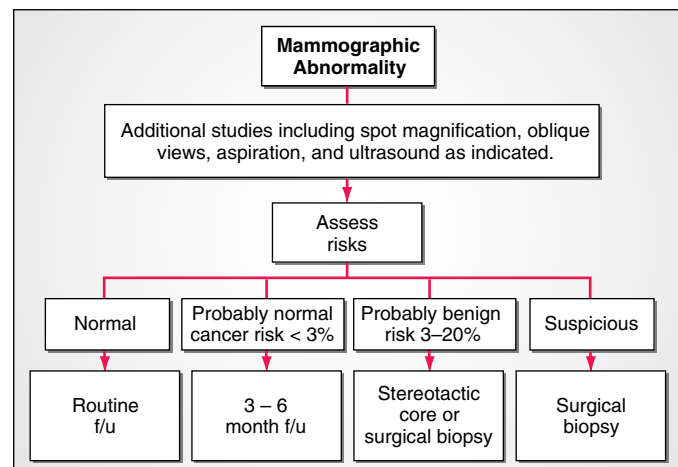 Mammographic
Abnormality
Additional studies including spot magnification, oblique
views, aspiration, and ultrasound as indicated.
Assess
risks
Normal
Probably normal
cancer risk < 3%
Probably benign
risk 3–20%
Suspicious
Routine
f/u
3 – 6
month f/u
Stereotactic
core or
surgical biopsy
Surgical
biopsy